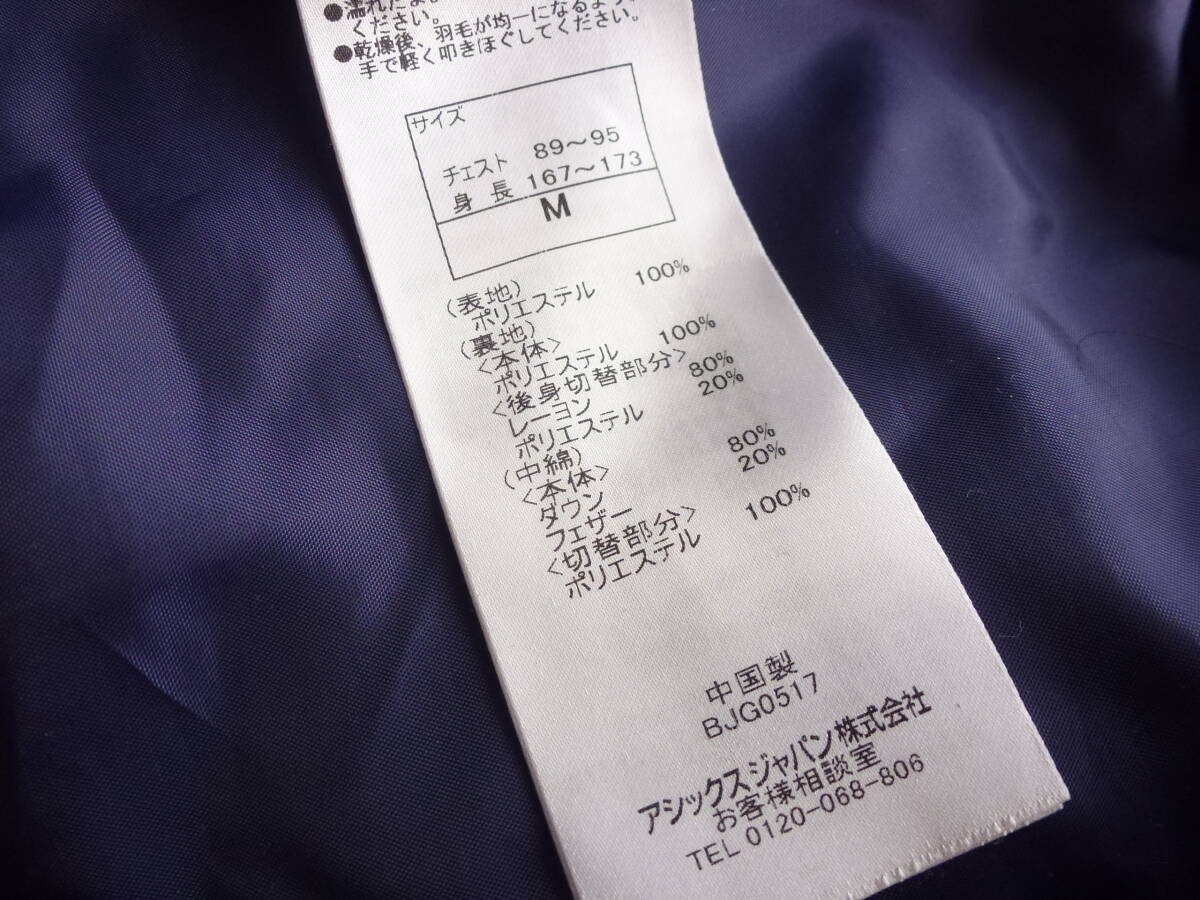 ●濡れたま
ください。
●乾燥後、羽毛が均一になるよう
手で軽く叩きほぐしてください。
サイズ
チェスト 89～95
身長 167～173
M
(表地)
ポリエステル 100%
(裏地)
<本体>
ポリエステル 100%
<後身切替部分>
レーヨン 80%
ポリエステル 20%
(中綿)
<本体>
ダウン 80%
フェザー 20%
<切替部分>
ポリエステル 100%
中国製
BJG0517
アシックスジャパン株式会社
お客様相談室
TEL 0120-068-806